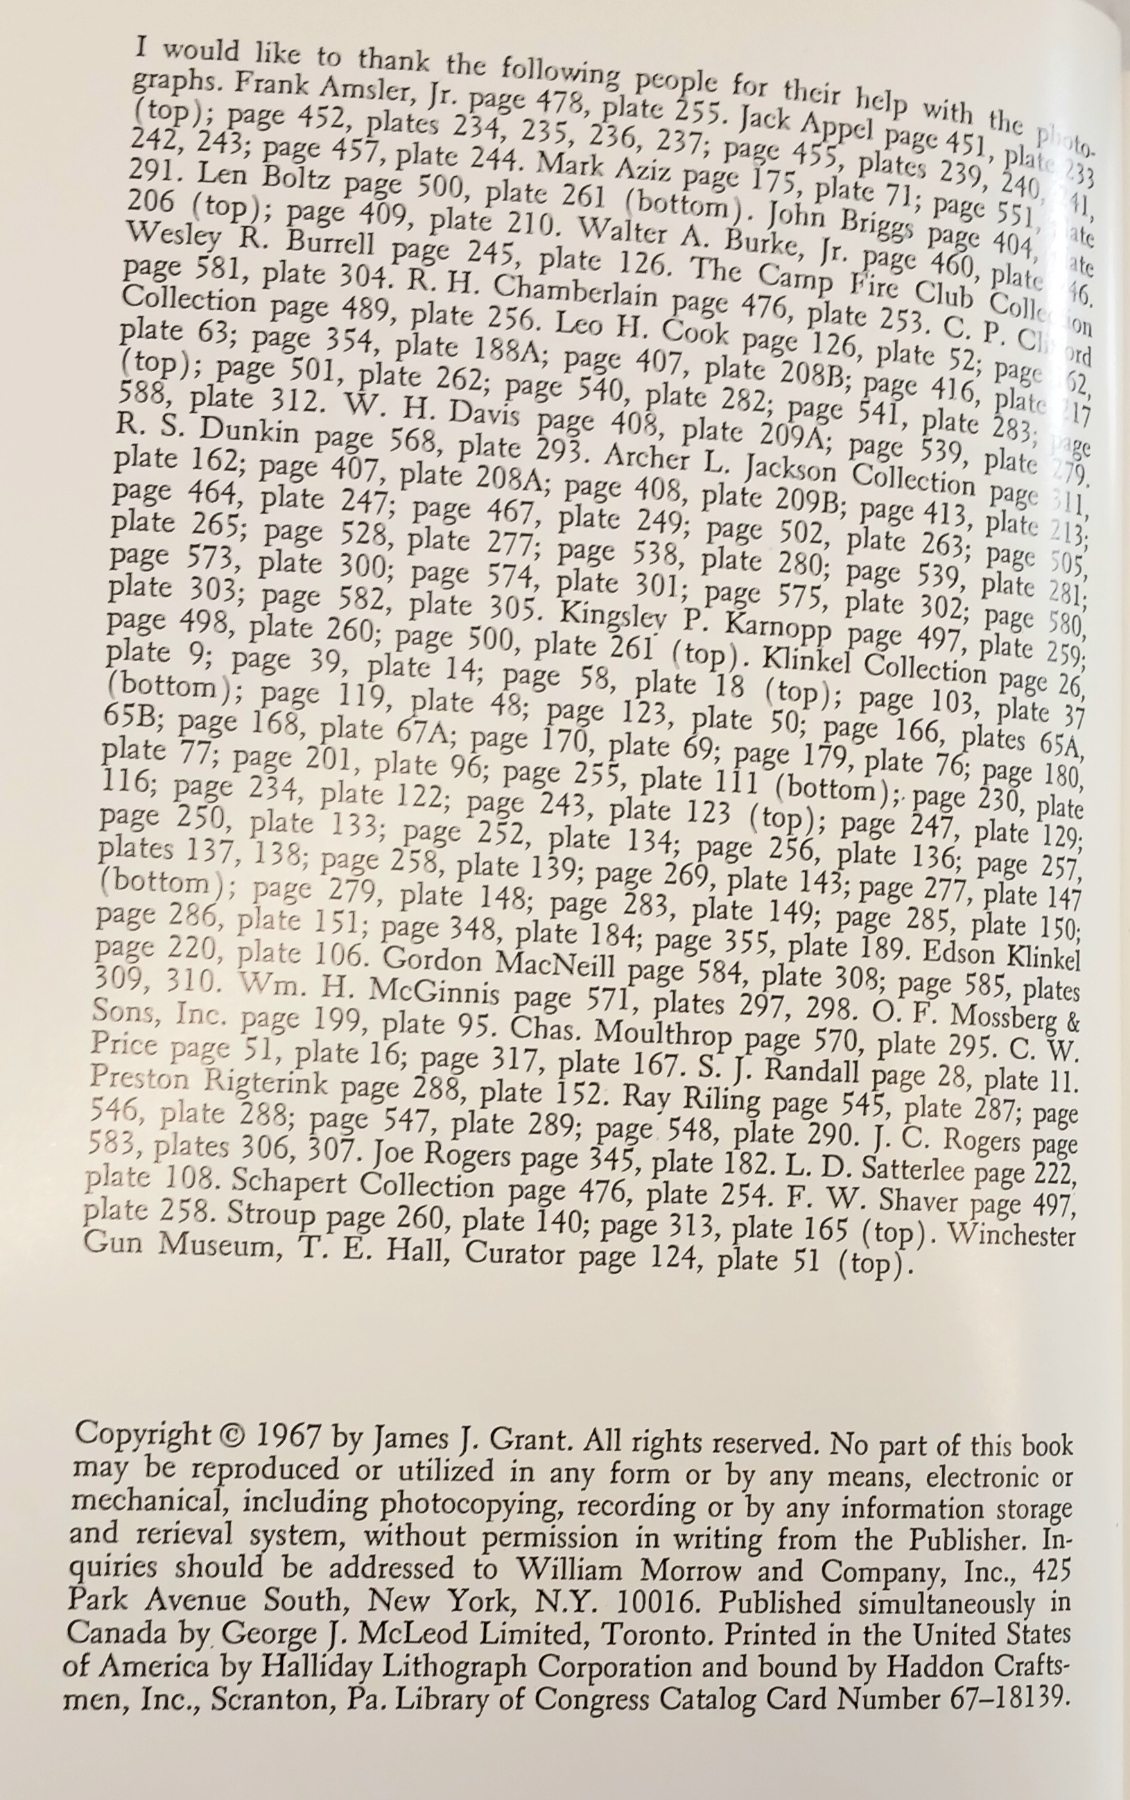 I would like to thank the following people for their help with the photo-
graphs. Frank Amsler, Jr. page 478, plate 255. Jack Appel page 451, plate 233
(top); page 452, plates 234, 235, 236, 237; page 455, plates 239, 240, 241,
242, 243; page 457, plate 244. Mark Aziz page 175, plate 71; page 551, plate
291. Len Boltz page 500, plate 261 (bottom). John Briggs page 404, plate
206 (top); page 409, plate 210. Walter A. Burke, Jr. page 460, plate 246.
Wesley R. Burrell page 245, plate 126. The Camp Fire Club Collection
page 581, plate 304. R. H. Chamberlain page 476, plate 253. C. P.
Collection page 489, plate 256. Leo H. Cook page 126, plate 52; page 162,
plate 63; page 354, plate 188A; page 407, plate 208B; page 416, plate 217
(top); page 501, plate 262; page 540, plate 282; page 541, plate 283; page
588, plate 312. W. H. Davis page 408, plate 209A; page 539, plate 279.
R. S. Dunkin page 568, plate 293. Archer L. Jackson Collection page 311,
plate 162; page 407, plate 208A; page 408, plate 209B; page 413, plate 213;
page 464, plate 247; page 467, plate 249; page 502, plate 263; page 505,
plate 265; page 528, plate 277; page 538, plate 280; page 539, plate 281;
page 573, plate 300; page 574, plate 301; page 575, plate 302; page 580,
plate 303; page 582, plate 305. Kingsley P. Karnopp page 497, plate 259;
page 498, plate 260; page 500, plate 261 (top). Klinkel Collection page 26,
plate 9; page 39, plate 14; page 58, plate 18 (top); page 103, plate 37
(bottom); page 119, plate 48; page 123, plate 50; page 166, plates 65A,
65B; page 168, plate 67A; page 170, plate 69; page 179, plate 76; page 180,
plate 77; page 201, plate 96; page 255, plate 111 (bottom); page 230, plate
116; page 234, plate 122; page 243, plate 123 (top); page 247, plate 129;
page 250, plate 133; page 252, plate 134; page 256, plate 136; page 257,
plates 137, 138; page 258, plate 139; page 269, plate 143; page 277, plate 147
(bottom); page 279, plate 148; page 283, plate 149; page 285, plate 150;
page 286, plate 151; page 348, plate 184; page 355, plate 189. Edson Klinkel
page 220, plate 106. Gordon MacNeill page 584, plate 308; page 585, plates
309, 310. Wm. H. McGinnis page 571, plates 297, 298. O. F. Mossberg &
Sons, Inc. page 199, plate 95. Chas. Moulthrop page 570, plate 295. C. W.
Price page 51, plate 16; page 317, plate 167. S. J. Randall page 28, plate 11.
Preston Rigterink page 288, plate 152. Ray Riling page 545, plate 287; page
546, plate 288; page 547, plate 289; page 548, plate 290. J. C. Rogers page
583, plates 306, 307. Joe Rogers page 345, plate 182. L. D. Satterlee page 222,
plate 108. Schapert Collection page 476, plate 254. F. W. Shaver page 497,
plate 258. Stroup page 260, plate 140; page 313, plate 165 (top). Winchester
Gun Museum, T. E. Hall, Curator page 124, plate 51 (top).
Copyright © 1967 by James J. Grant. All rights reserved. No part of this book
may be reproduced or utilized in any form or by any means, electronic or
mechanical, including photocopying, recording or by any information storage
and rerieval system, without permission in writing from the Publisher. In-
quiries should be addressed to William Morrow and Company, Inc., 425
Park Avenue South, New York, N.Y. 10016. Published simultaneously in
Canada by George J. McLeod Limited, Toronto. Printed in the United States
of America by Halliday Lithograph Corporation and bound by Haddon Crafts-
men, Inc., Scranton, Pa. Library of Congress Catalog Card Number 67–18139.